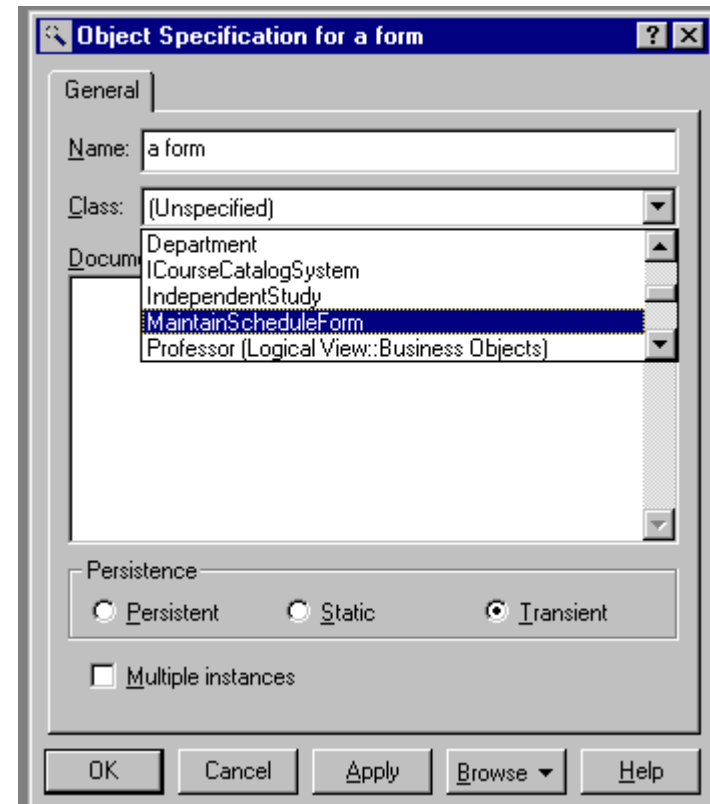 Object Specification for a form
General
Name: a form
Class: (Unspecified)
Department
Docum
ICourseCatalogSystem
IndependentStudy
MaintainScheduleForm
Professor (Logical View::Business Objects)
Persistence
Persistent Static Transient
Multiple instances
OK Cancel Apply Browse Help